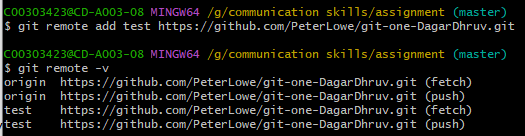 C00303423@CD-A003-08 MINGW64 /g/communication skills/assignment (master)
$ git remote add test https://github.com/PeterLowe/git-one-DagarDhruv.git
C00303423@CD-A003-08 MINGW64 /g/communication skills/assignment (master)
$ git remote -v
origin  https://github.com/PeterLowe/git-one-DagarDhruv.git (fetch)
origin  https://github.com/PeterLowe/git-one-DagarDhruv.git (push)
test    https://github.com/PeterLowe/git-one-DagarDhruv.git (fetch)
test    https://github.com/PeterLowe/git-one-DagarDhruv.git (push)